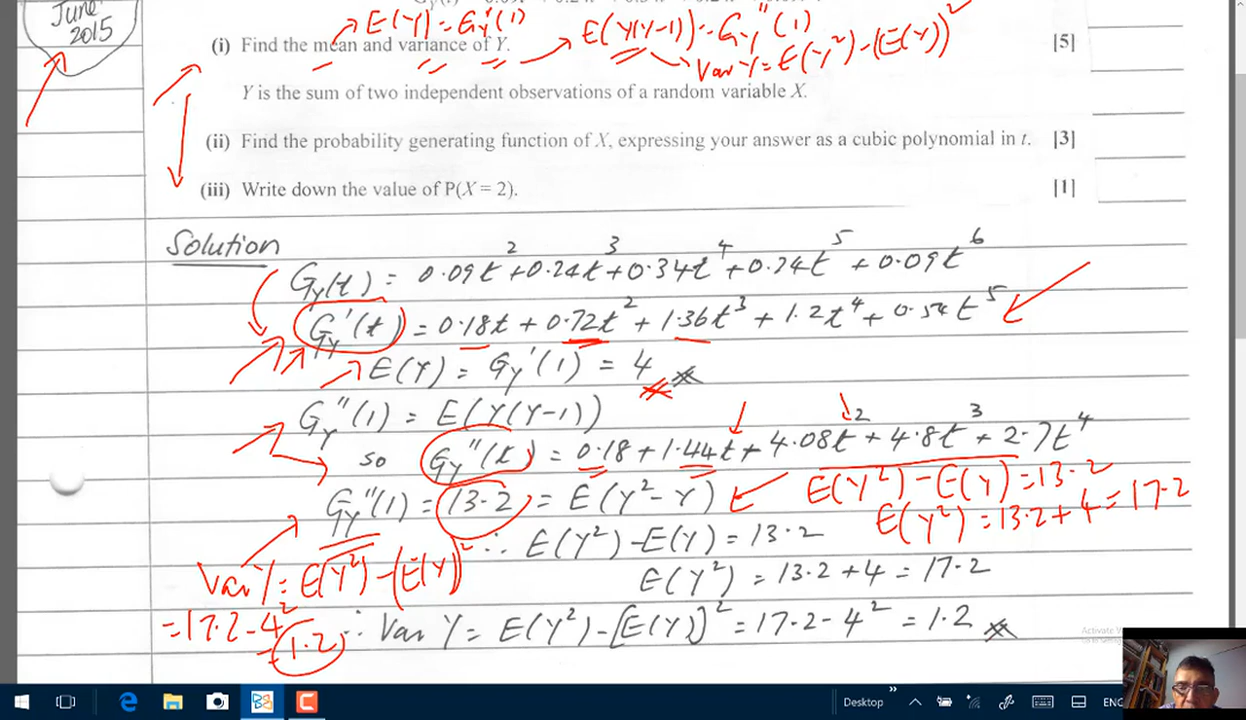 June
2015
E(Y) = G_Y'(1)
E(Y(Y-1)) = G_Y''(1)
Var Y = E(Y²) - (E(Y))²
(i) Find the mean and variance of Y. [5]
Y is the sum of two independent observations of a random variable X.
(ii) Find the probability generating function of X, expressing your answer as a cubic polynomial in t. [3]
(iii) Write down the value of P(X = 2). [1]
Solution
G_Y(t) = 0.09t² + 0.24t³ + 0.34t⁴ + 0.24t⁵ + 0.09t⁶
G_Y'(t) = 0.18t + 0.72t² + 1.36t³ + 1.2t⁴ + 0.54t⁵
E(Y) = G_Y'(1) = 4
G_Y''(1) = E(Y(Y-1))
so G_Y''(t) = 0.18 + 1.44t + 4.08t² + 4.8t³ + 2.7t⁴
G_Y''(1) = 13.2 = E(Y² - Y)
E(Y²) - E(Y) = 13.2
E(Y²) = 13.2 + 4 = 17.2
∴ E(Y²) - E(Y) = 13.2
E(Y²) = 13.2 + 4 = 17.2
Var Y = E(Y²) - (E(Y))²
= 17.2 - 4²
= 1.2
∴ Var Y = E(Y²) - [E(Y)]² = 17.2 - 4² = 1.2
Desktop
ENG